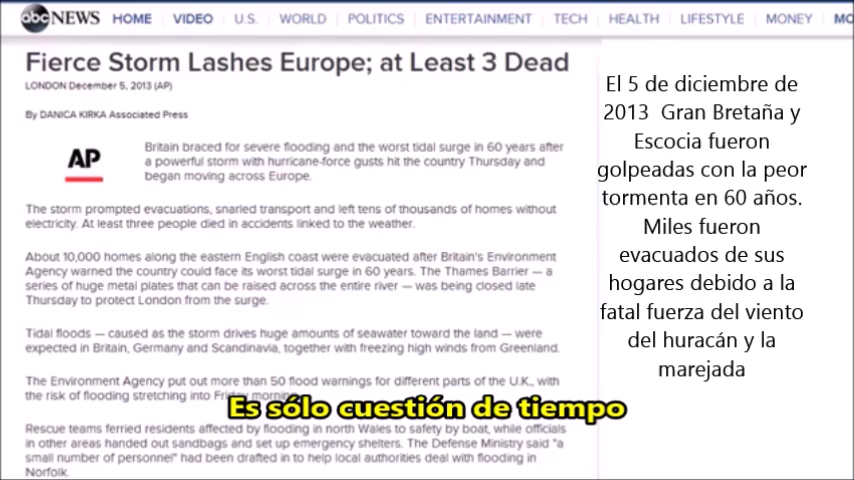 abc NEWS HOME VIDEO U.S. WORLD POLITICS ENTERTAINMENT TECH HEALTH LIFESTYLE MONEY
Fierce Storm Lashes Europe; at Least 3 Dead
LONDON December 5, 2013 (AP)
By DANICA KIRKA Associated Press
AP
Britain braced for severe flooding and the worst tidal surge in 60 years after
a powerful storm with hurricane-force gusts hit the country Thursday and
began moving across Europe.
The storm prompted evacuations, snarled transport and left tens of thousands of homes without
electricity. At least three people died in accidents linked to the weather.
About 10,000 homes along the eastern English coast were evacuated after Britain's Environment
Agency warned the country could face its worst tidal surge in 60 years. The Thames Barrier — a
series of huge metal plates that can be raised across the entire river — was being closed late
Thursday to protect London from the surge.
Tidal floods — caused as the storm drives huge amounts of seawater toward the land — were
expected in Britain, Germany and Scandinavia, together with freezing high winds from Greenland.
The Environment Agency put out more than 50 flood warnings for different parts of the U.K., with
the risk of flooding stretching into Friday morning.
Rescue teams ferried residents affected by flooding in north Wales to safety by boat, while officials
in other areas handed out sandbags and set up emergency shelters. The Defense Ministry said "a
small number of personnel" had been drafted in to help local authorities deal with flooding in
Norfolk.
El 5 de diciembre de
2013 Gran Bretaña y
Escocia fueron
golpeadas con la peor
tormenta en 60 años.
Miles fueron
evacuados de sus
hogares debido a la
fatal fuerza del viento
del huracán y la
marejada
Es sólo cuestión de tiempo